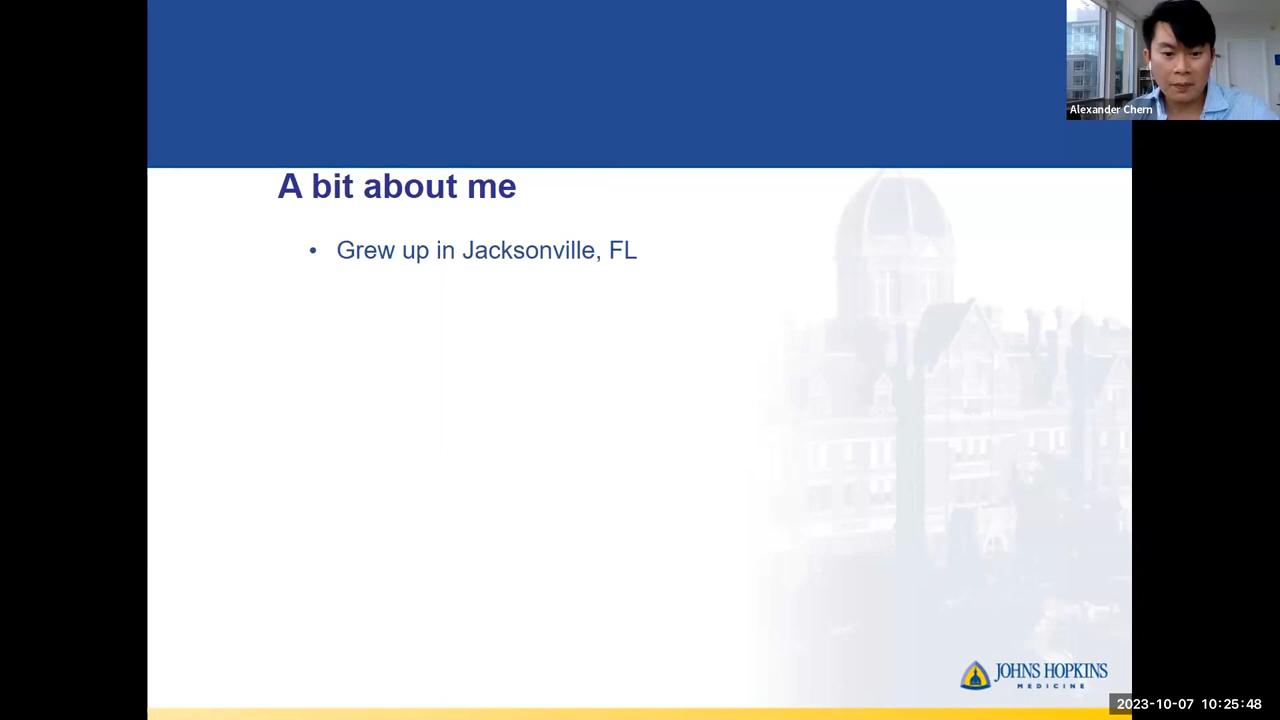 Alexander Chern
A bit about me
• Grew up in Jacksonville, FL
JOHNS HOPKINS
MEDICINE
2023-10-07 10:25:48